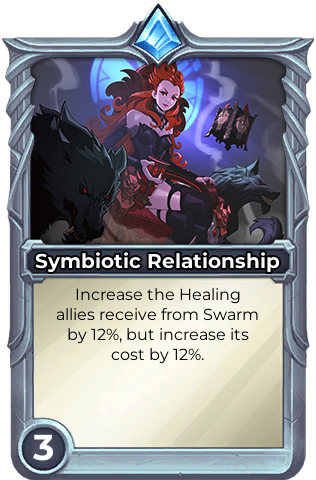 Symbiotic Relationship
Increase the Healing
allies receive from Swarm
by 12%, but increase its
cost by 12%.
3